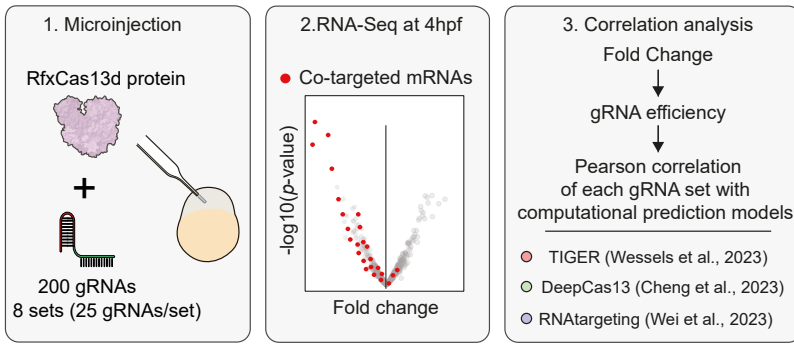 1. Microinjection
RfxCas13d protein
+
200 gRNAs
8 sets (25 gRNAs/set)
2.RNA-Seq at 4hpf
Co-targeted mRNAs
-log10(p-value)
Fold change
3. Correlation analysis
Fold Change
gRNA efficiency
Pearson correlation
of each gRNA set with
computational prediction models
TIGER (Wessels et al., 2023)
DeepCas13 (Cheng et al., 2023)
RNAtargeting (Wei et al., 2023)